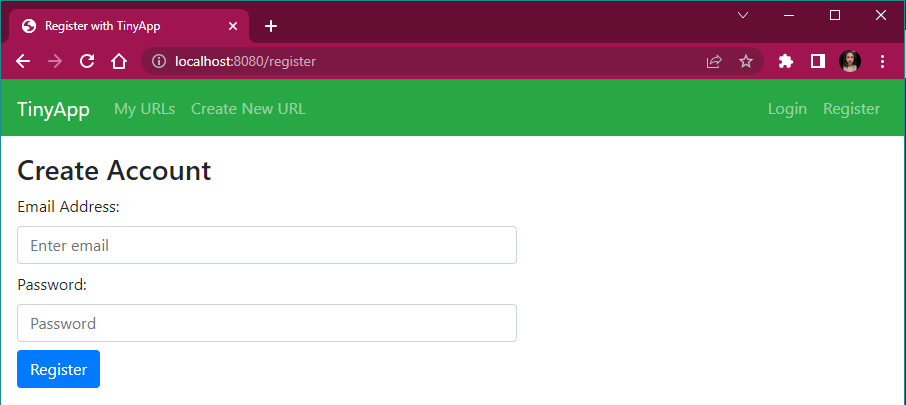 Register with TinyApp
localhost:8080/register
TinyApp My URLs Create New URL Login Register
Create Account
Email Address:
Enter email
Password:
Password
Register